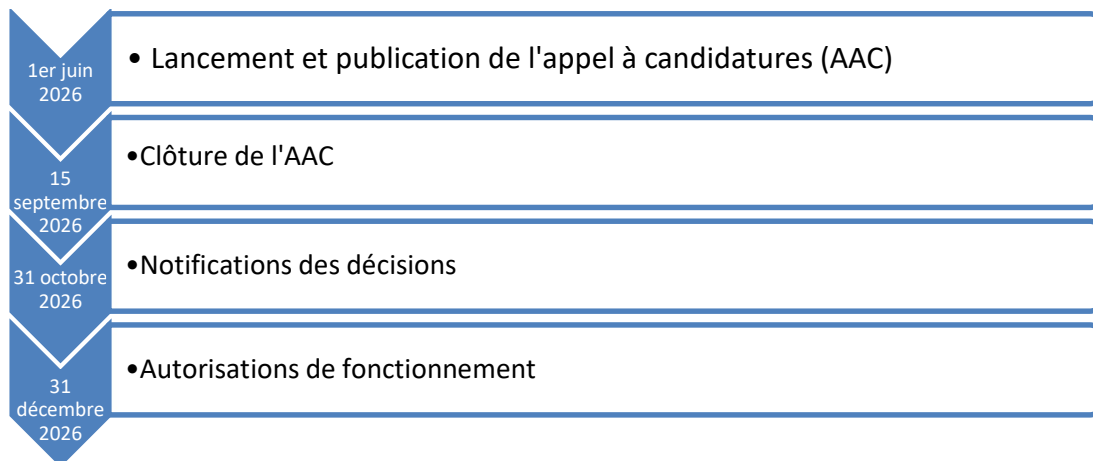 1er juin
2026
• Lancement et publication de l'appel à candidatures (AAC)
15
septembre
2026
•Clôture de l'AAC
31 octobre
2026
•Notifications des décisions
31
décembre
2026
•Autorisations de fonctionnement